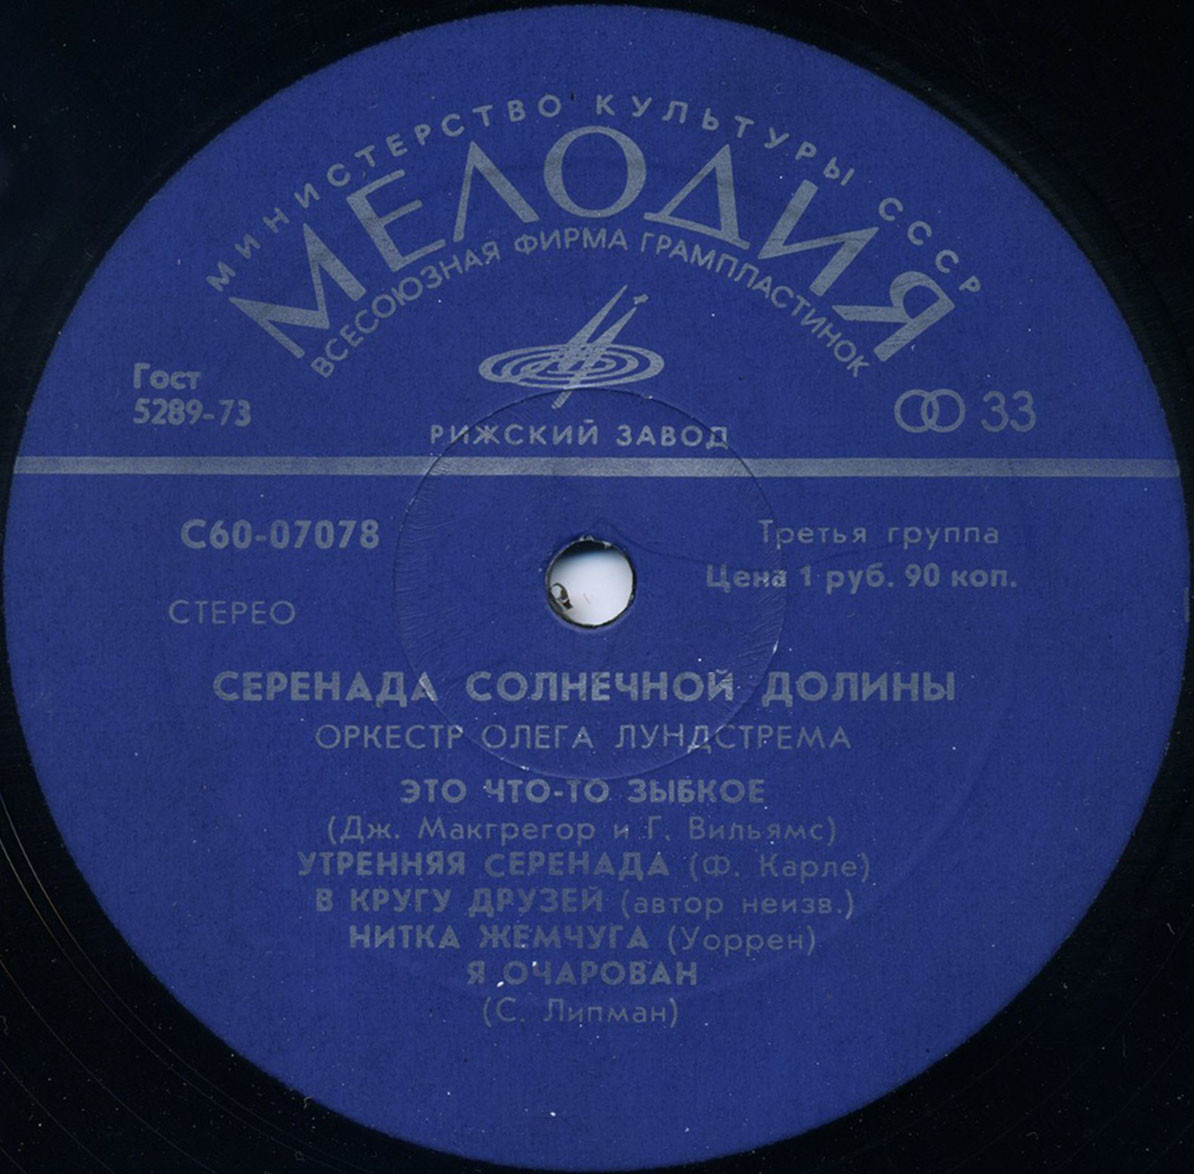 МИНИСТЕРСТВО КУЛЬТУРЫ СССР
МЕЛОДИЯ
ВСЕСОЮЗНАЯ ФИРМА ГРАМПЛАСТИНОК
Гост
5289-73
33
РИЖСКИЙ ЗАВОД
С60-07078
Третья группа
Цена 1 руб. 90 коп.
СТЕРЕО
СЕРЕНАДА СОЛНЕЧНОЙ ДОЛИНЫ
ОРКЕСТР ОЛЕГА ЛУНДСТРЕМА
ЭТО ЧТО-ТО ЗЫБКОЕ
(Дж. Макгрегор и Г. Вильямс)
УТРЕННЯЯ СЕРЕНАДА (Ф. Карле)
В КРУГУ ДРУЗЕЙ (автор неизв.)
НИТКА ЖЕМЧУГА (Уоррен)
Я ОЧАРОВАН
(С. Липман)